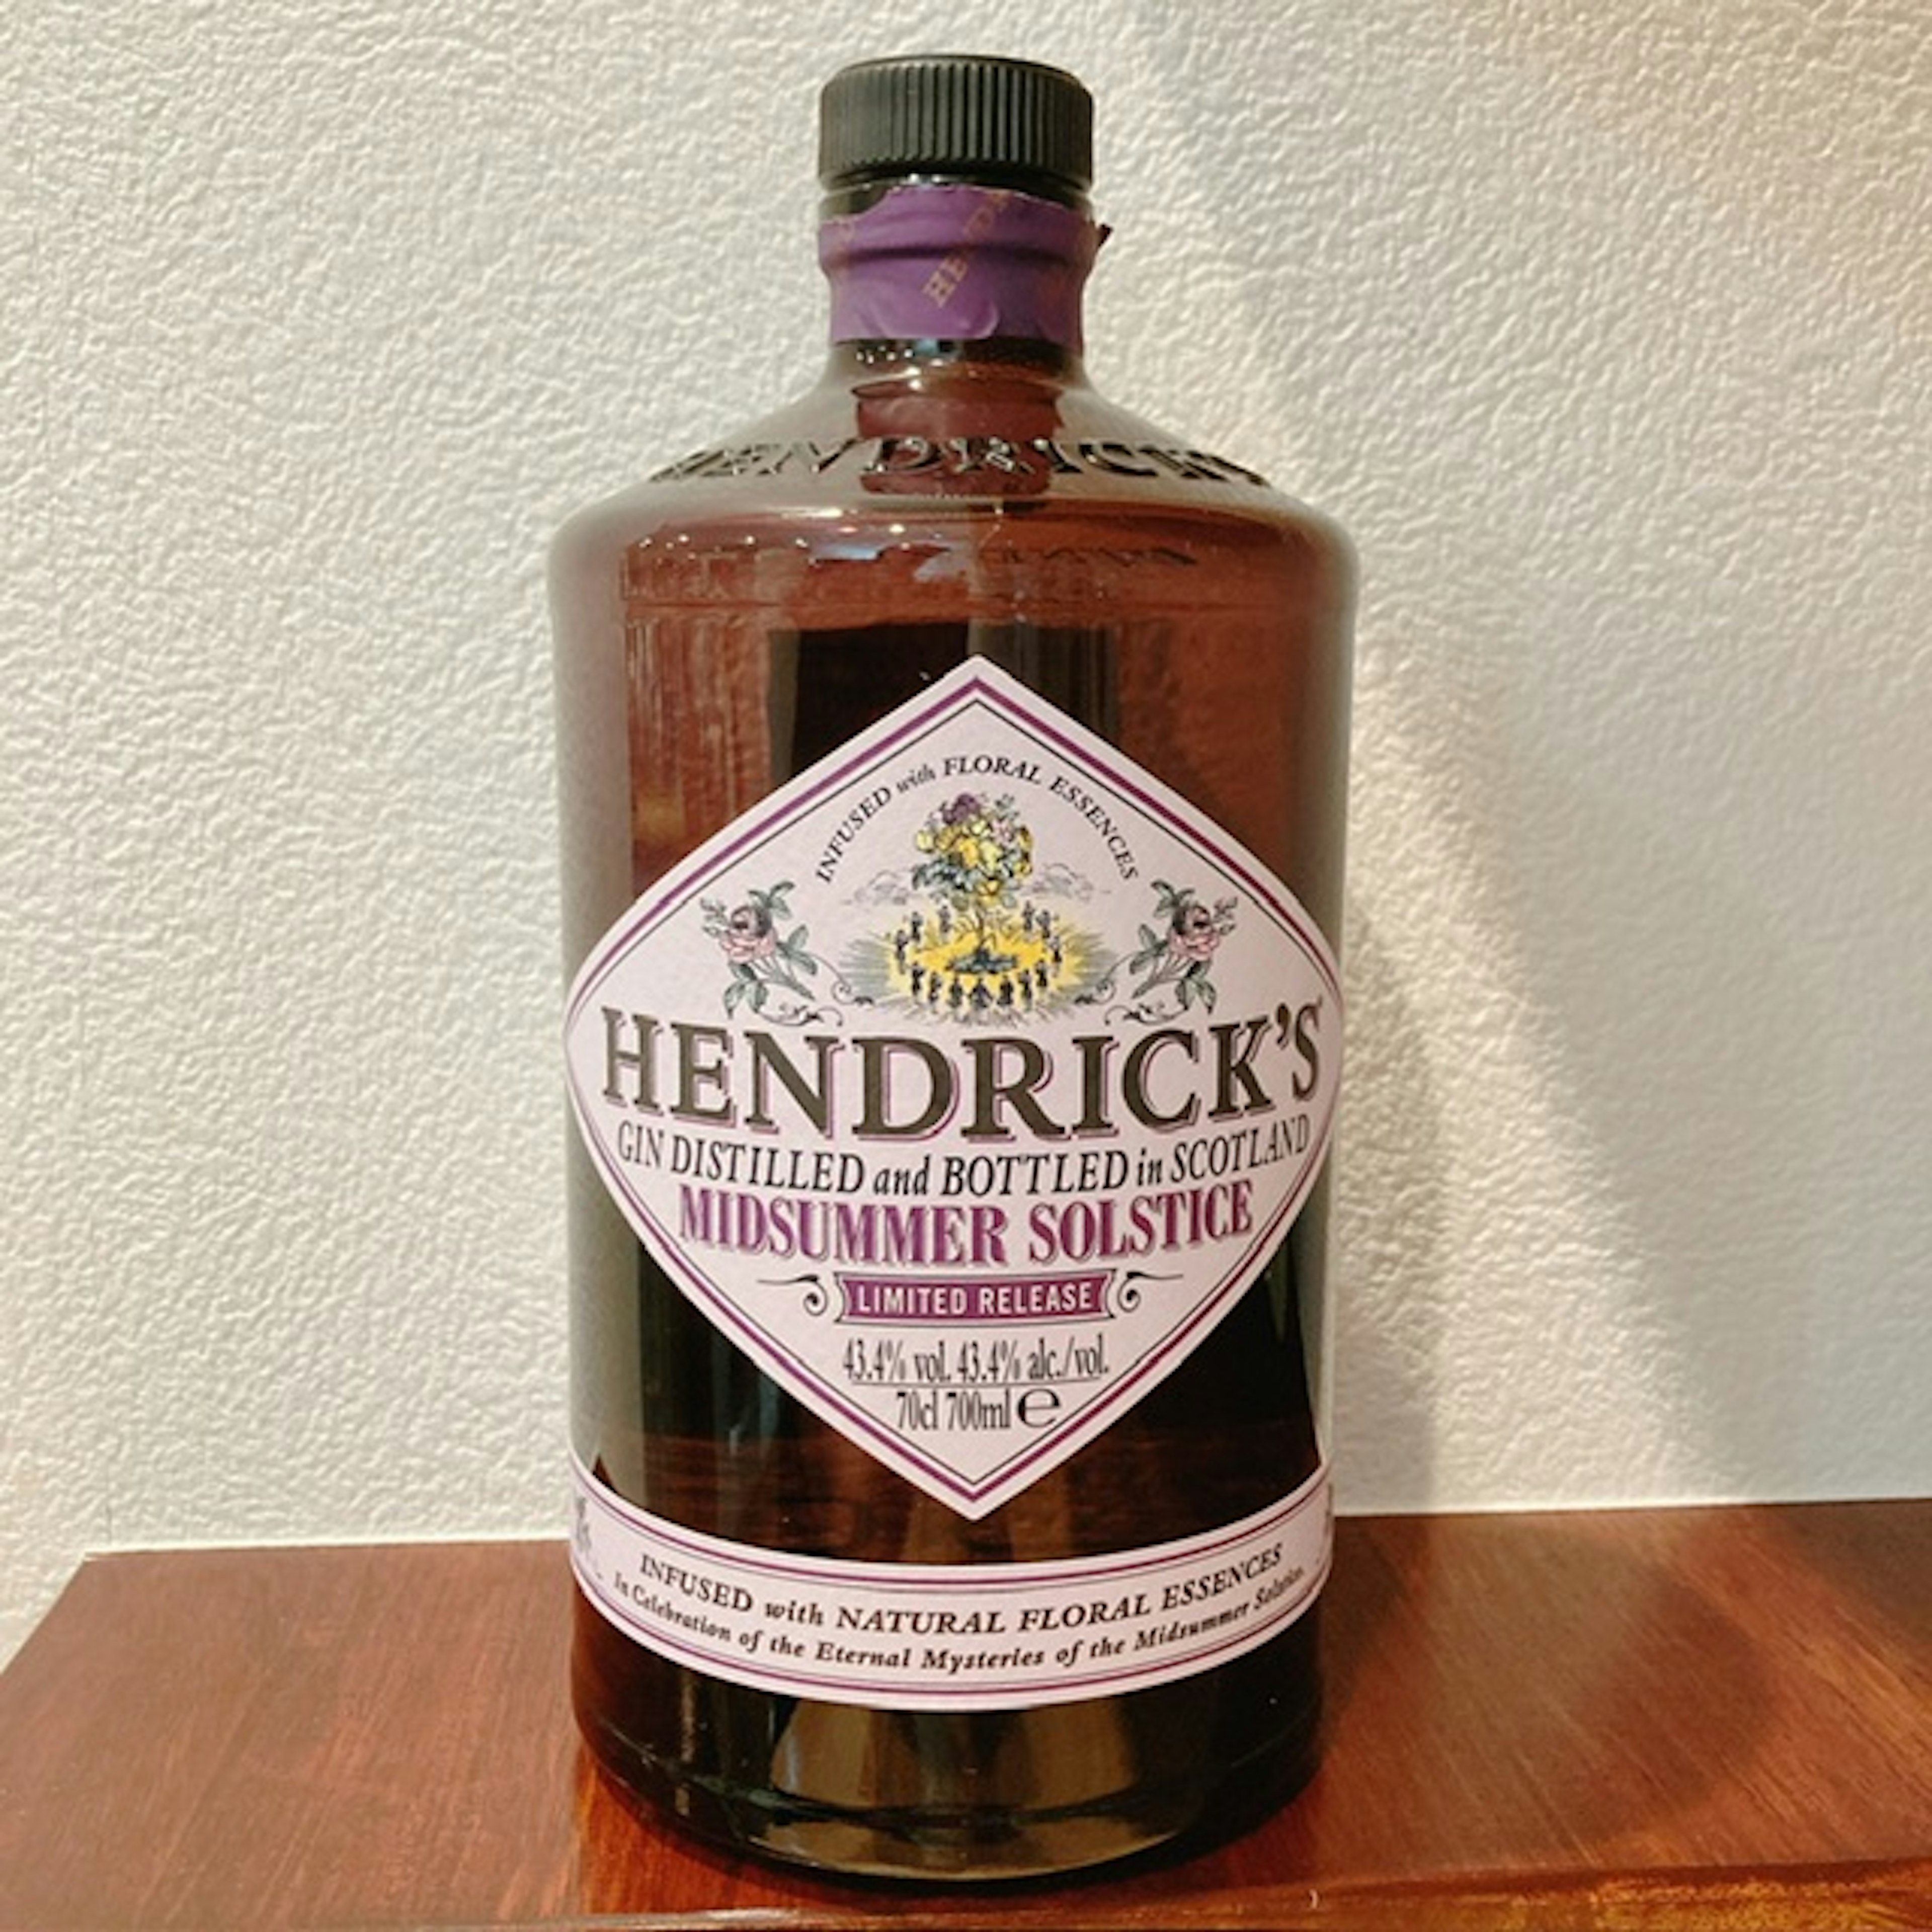 HENDRICK'S
INFUSED with FLORAL ESSENCES
HENDRICK'S
GIN DISTILLED and BOTTLED in SCOTLAND
MIDSUMMER SOLSTICE
LIMITED RELEASE
43.4% vol. 43.4% alc./vol.
70cl 700ml e
INFUSED with NATURAL FLORAL ESSENCES
In Celebration of the Eternal Mysteries of the Midsummer Solstice.